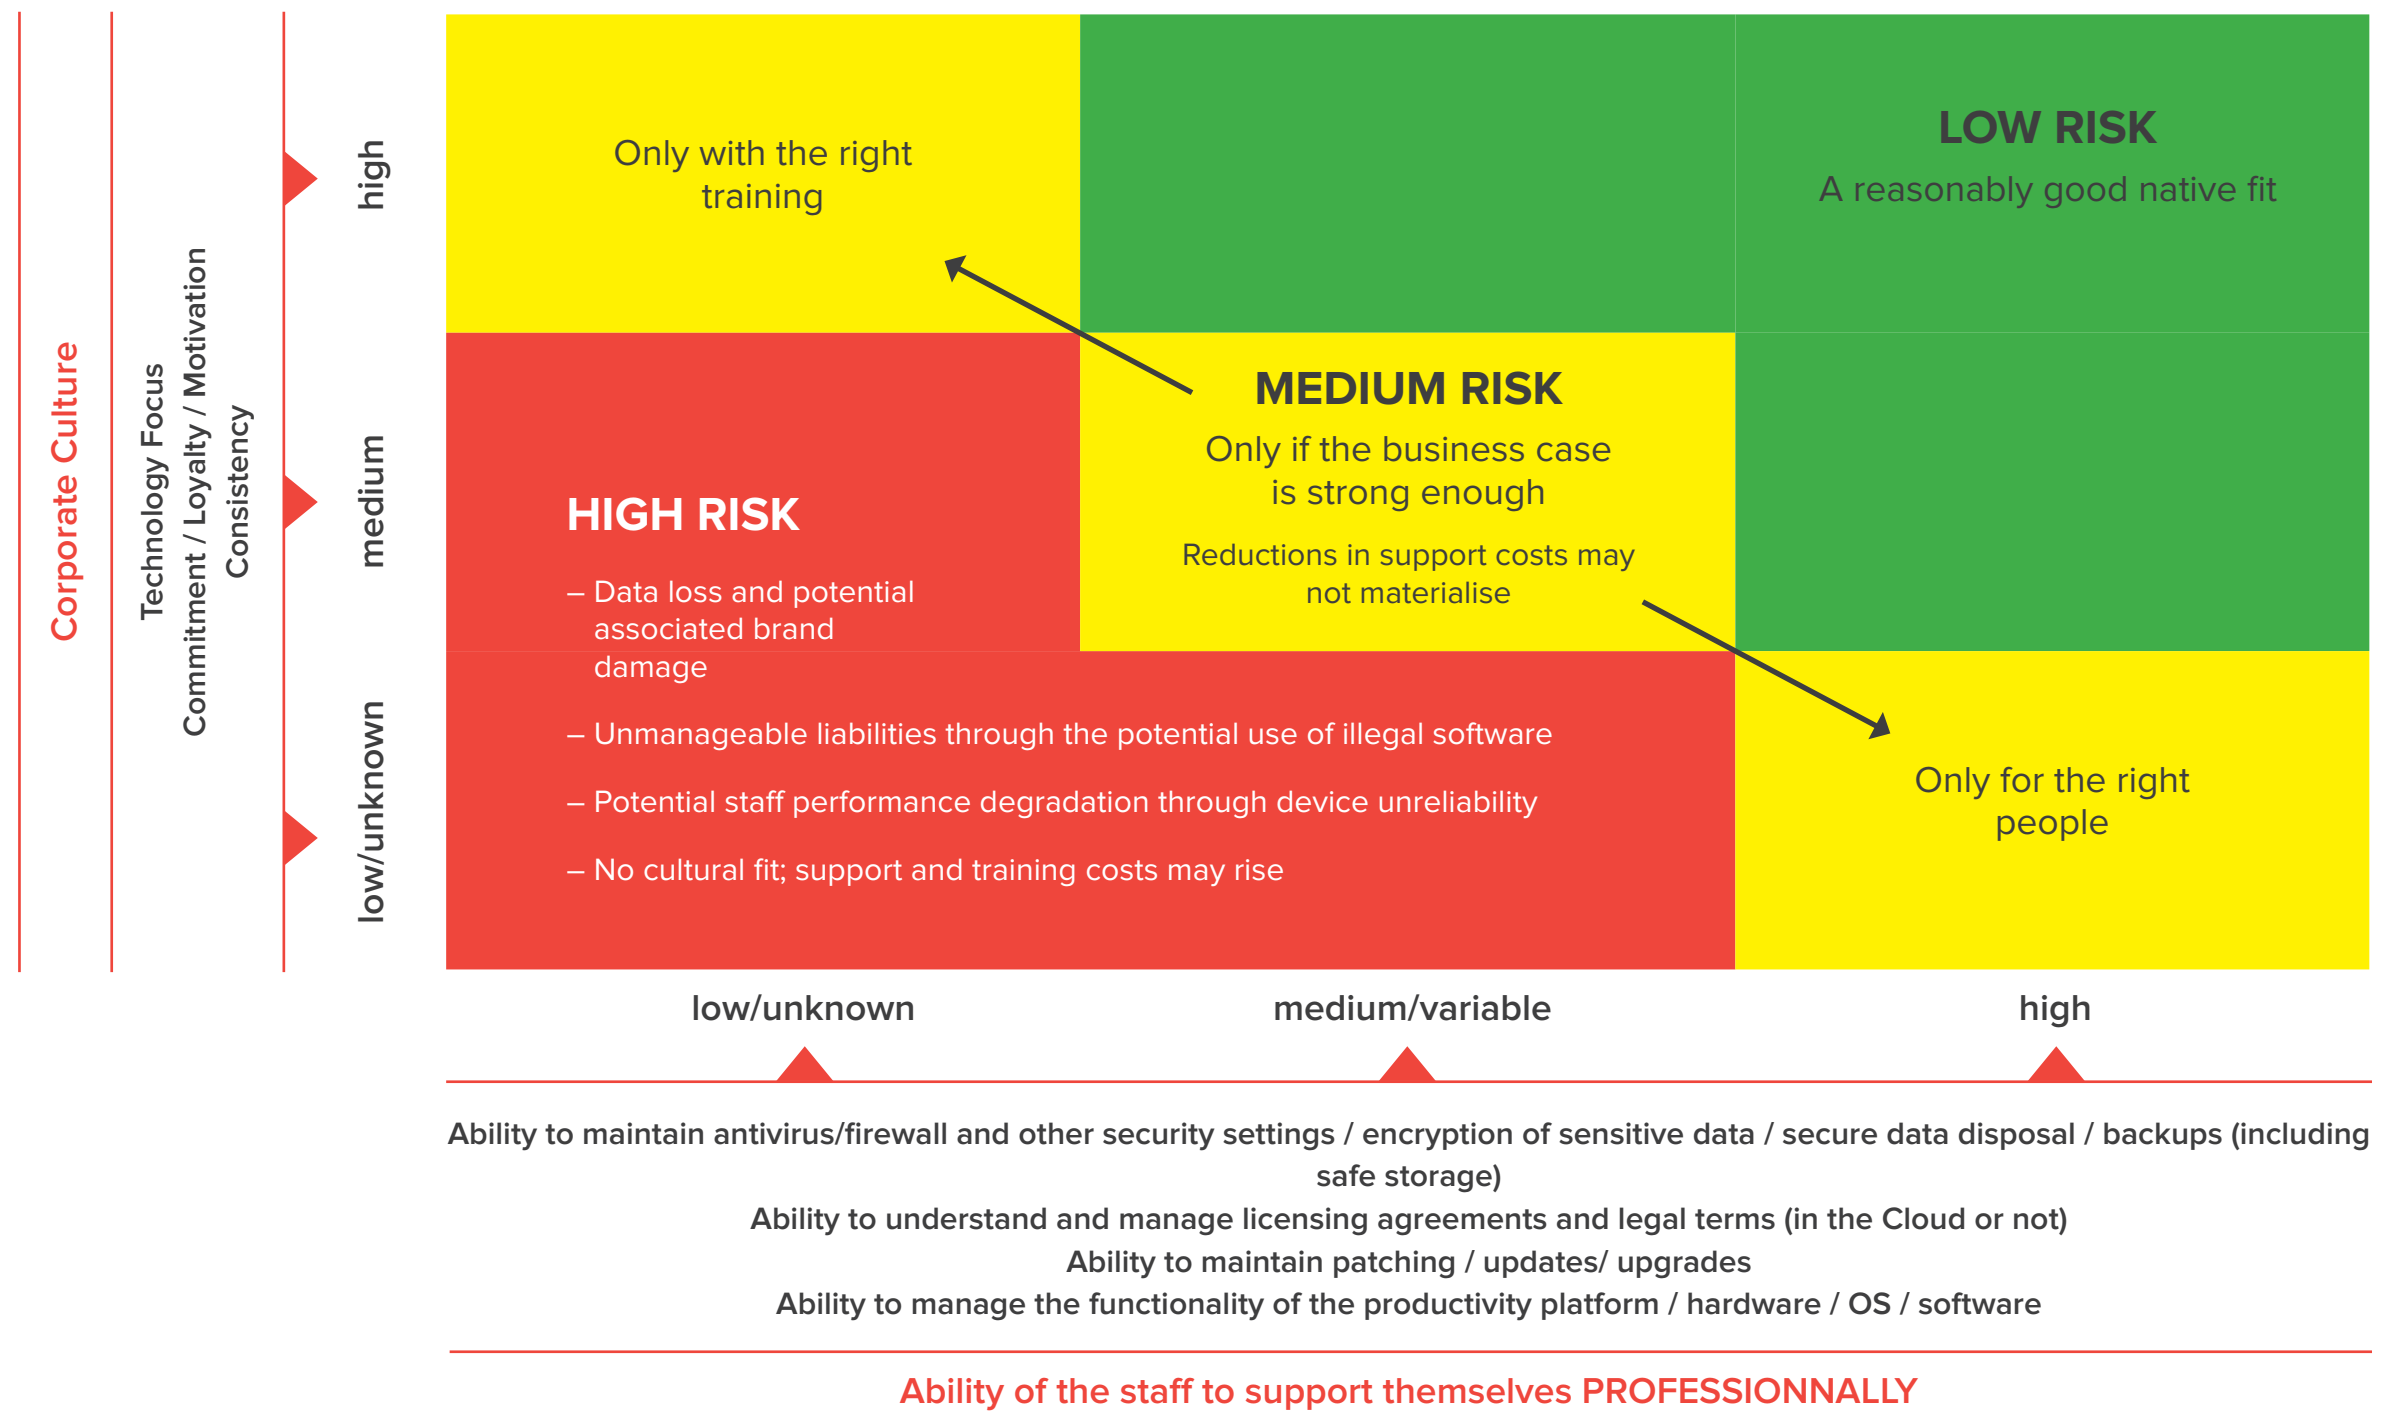 Corporate Culture
Technology Focus
Commitment / Loyalty / Motivation
Consistency
high
medium
low/unknown
Only with the right
training
LOW RISK
A reasonably good native fit
MEDIUM RISK
Only if the business case
is strong enough
Reductions in support costs may
not materialise
HIGH RISK
– Data loss and potential
associated brand
damage
– Unmanageable liabilities through the potential use of illegal software
– Potential staff performance degradation through device unreliability
– No cultural fit; support and training costs may rise
Only for the right
people
low/unknown
medium/variable
high
Ability to maintain antivirus/firewall and other security settings / encryption of sensitive data / secure data disposal / backups (including
safe storage)
Ability to understand and manage licensing agreements and legal terms (in the Cloud or not)
Ability to maintain patching / updates/ upgrades
Ability to manage the functionality of the productivity platform / hardware / OS / software
Ability of the staff to support themselves PROFESSIONNALLY